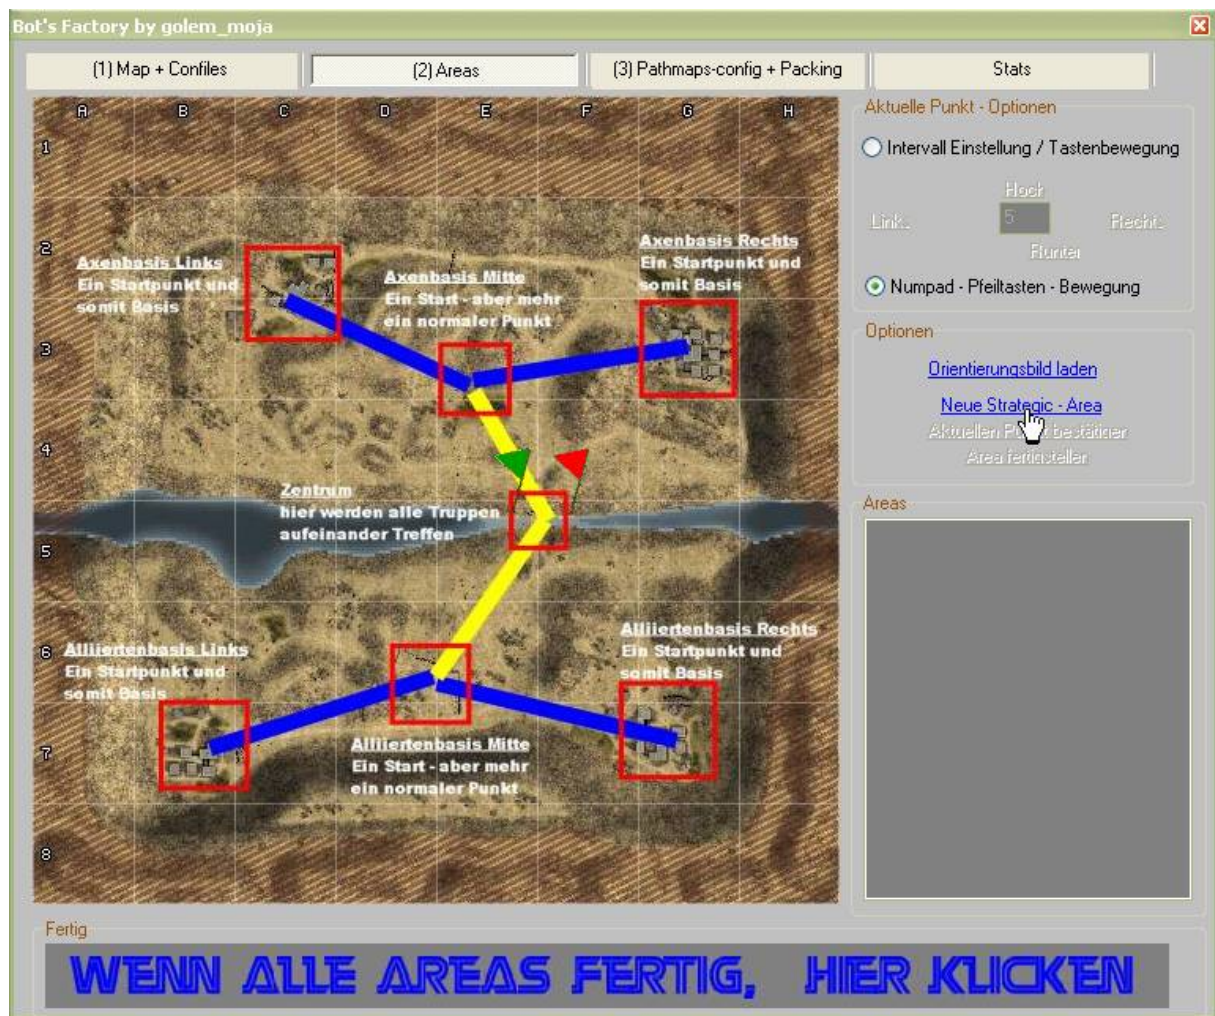 Bot's Factory by golem_moja
(1) Map + Confiles
(2) Areas
(3) Pathmaps-config + Packing
Stats
A B C D E F G H
1
2
3
4
5
6
7
8
Axenbasis Links
Ein Startpunkt und
somit Basis
Axenbasis Mitte
Ein Start - aber mehr
ein normaler Punkt
Axenbasis Rechts
Ein Startpunkt und
somit Basis
Zentrum
hier werden alle Truppen
aufeinander Treffen
Alliiertenbasis Links
Ein Startpunkt und
somit Basis
Alliiertenbasis Rechts
Ein Startpunkt und
somit Basis
Alliiertenbasis Mitte
Ein Start - aber mehr
ein normaler Punkt
Aktuelle Punkt - Optionen
Intervall Einstellung / Tastenbewegung
Hoch
Links
5
Rechts
Runter
Numpad - Pfeiltasten - Bewegung
Optionen
Orientierungsbild laden
Neue Strategic - Area
Aktuellen bestätigen
Area fertigstellen
Areas
Fertig
WENN ALLE AREAS FERTIG, HIER KLICKEN